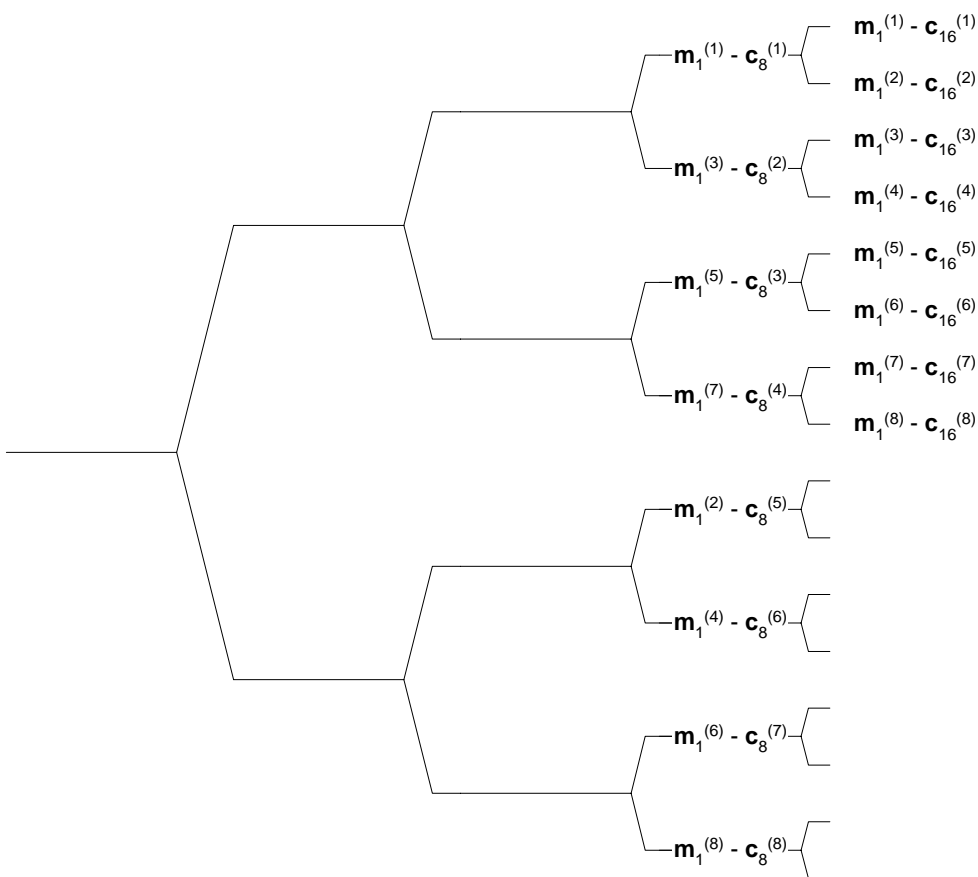 m₁⁽¹⁾ - c₁₆⁽¹⁾
m₁⁽¹⁾ - c₈⁽¹⁾
m₁⁽²⁾ - c₁₆⁽²⁾
m₁⁽³⁾ - c₁₆⁽³⁾
m₁⁽³⁾ - c₈⁽²⁾
m₁⁽⁴⁾ - c₁₆⁽⁴⁾
m₁⁽⁵⁾ - c₁₆⁽⁵⁾
m₁⁽⁵⁾ - c₈⁽³⁾
m₁⁽⁶⁾ - c₁₆⁽⁶⁾
m₁⁽⁷⁾ - c₁₆⁽⁷⁾
m₁⁽⁷⁾ - c₈⁽⁴⁾
m₁⁽⁸⁾ - c₁₆⁽⁸⁾
m₁⁽²⁾ - c₈⁽⁵⁾
m₁⁽⁴⁾ - c₈⁽⁶⁾
m₁⁽⁶⁾ - c₈⁽⁷⁾
m₁⁽⁸⁾ - c₈⁽⁸⁾